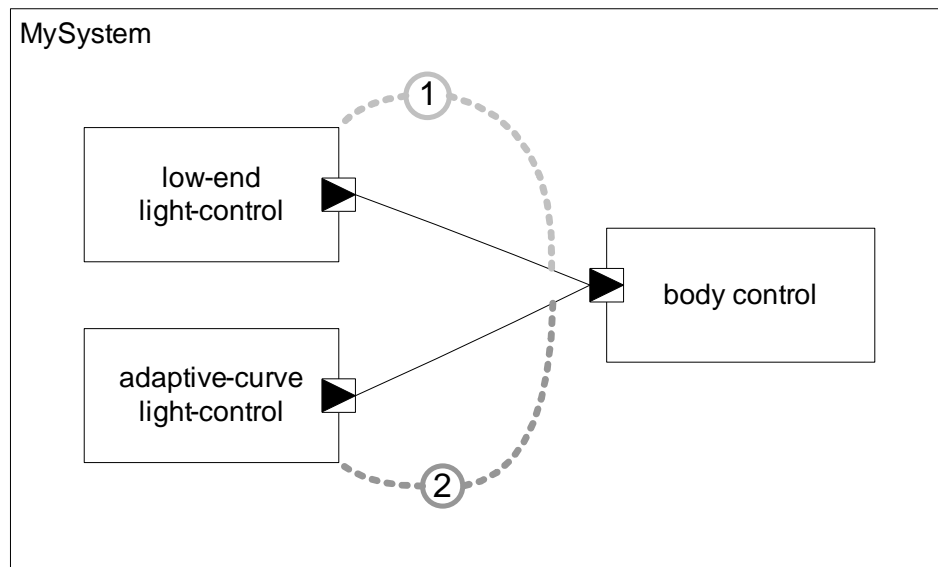 MySystem
1
low-end
light-control
body control
adaptive-curve
light-control
2